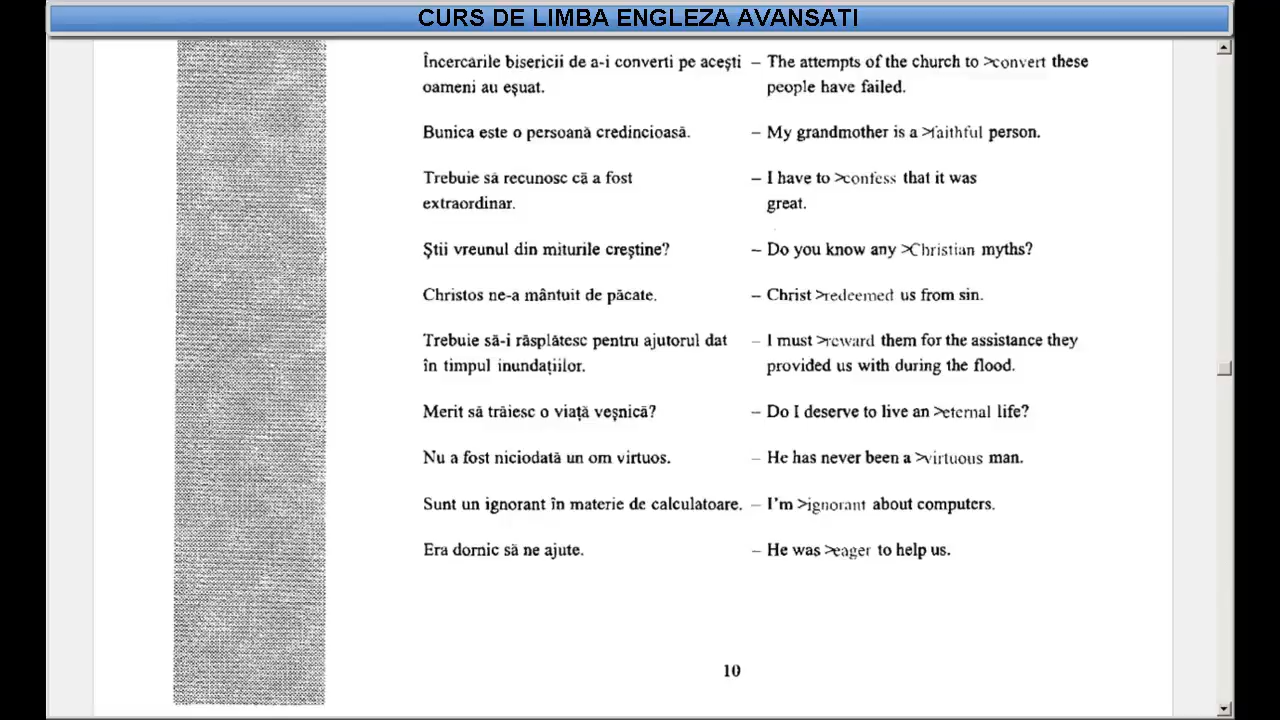 CURS DE LIMBA ENGLEZA AVANSATI
Încercările bisericii de a-i converti pe aceşti – The attempts of the church to >convert these
oameni au eşuat. people have failed.
Bunica este o persoană credincioasă. – My grandmother is a >faithful person.
Trebuie să recunosc că a fost – I have to >confess that it was
extraordinar. great.
Ştii vreunul din miturile creştine? – Do you know any >Christian myths?
Christos ne-a mântuit de păcate. – Christ >redeemed us from sin.
Trebuie să-i răsplătesc pentru ajutorul dat – I must >reward them for the assistance they
în timpul inundaţiilor. provided us with during the flood.
Merit să trăiesc o viaţă veşnică? – Do I deserve to live an >eternal life?
Nu a fost niciodată un om virtuos. – He has never been a >virtuous man.
Sunt un ignorant în materie de calculatoare. – I'm >ignorant about computers.
Era dornic să ne ajute. – He was >eager to help us.
10